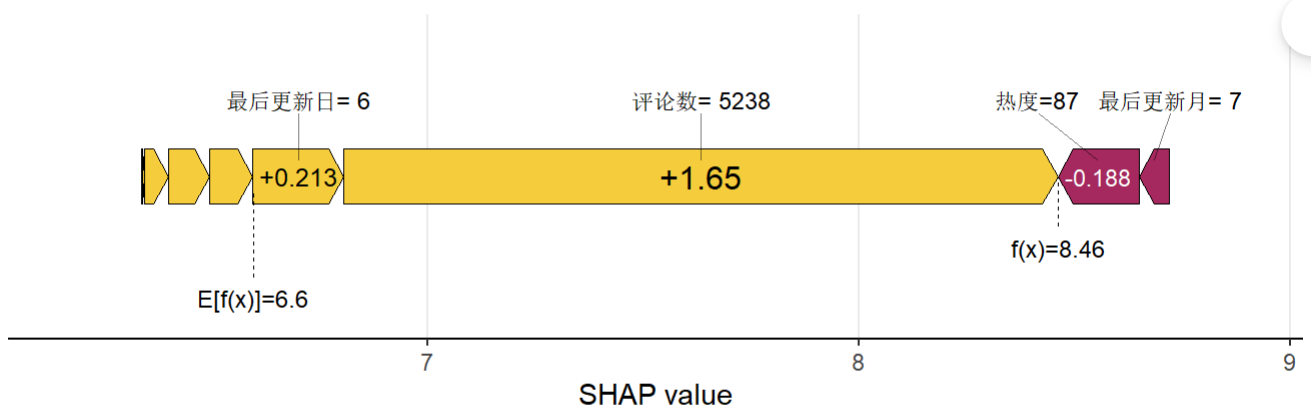 最后更新日= 6
评论数= 5238
热度=87
最后更新月= 7
+0.213
+1.65
-0.188
f(x)=8.46
E[f(x)]=6.6
7
8
9
SHAP value